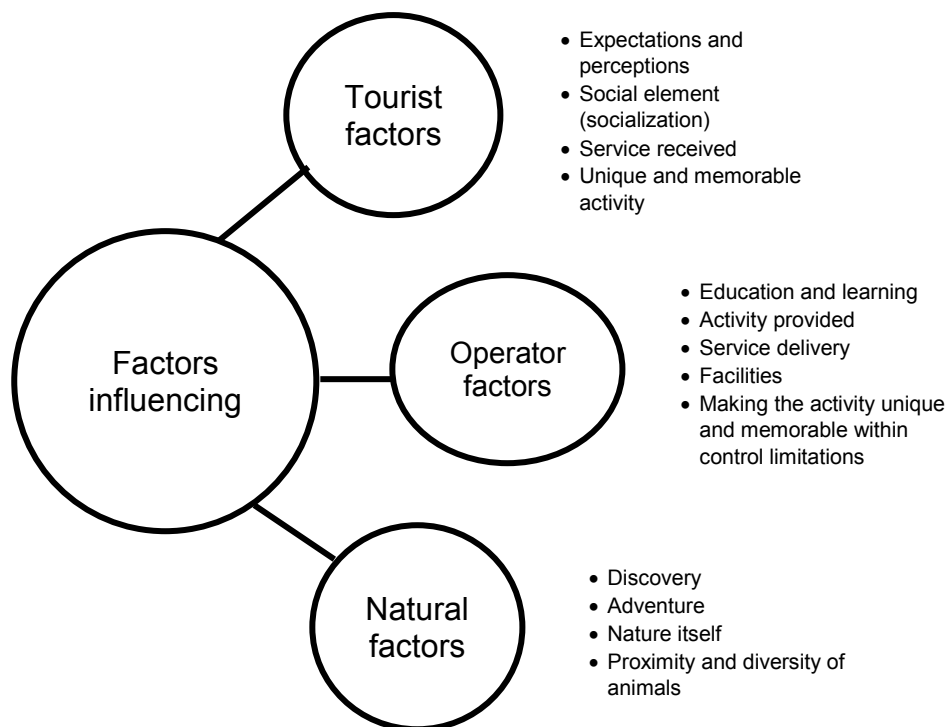 Tourist
factors
• Expectations and
perceptions
• Social element
(socialization)
• Service received
• Unique and memorable
activity
Factors
influencing
Operator
factors
• Education and learning
• Activity provided
• Service delivery
• Facilities
• Making the activity unique
and memorable within
control limitations
Natural
factors
• Discovery
• Adventure
• Nature itself
• Proximity and diversity of
animals